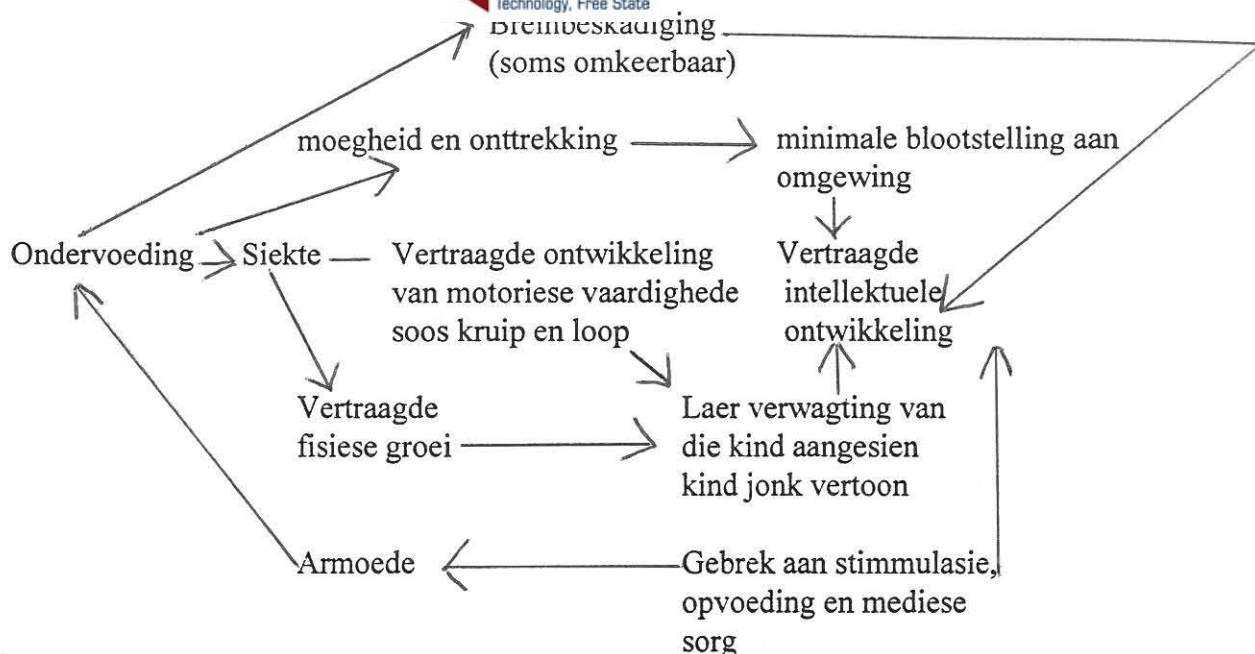 Technology, Free State
Breinbeskadiging
(soms omkeerbaar)
moegheid en onttrekking
minimale blootstelling aan
omgewing
Ondervoeding
Siekte
Vertraagde ontwikkeling
van motoriese vaardighede
soos kruip en loop
Vertraagde
intellektuele
ontwikkeling
Vertraagde
fisiese groei
Laer verwagting van
die kind aangesien
kind jonk vertoon
Armoede
Gebrek aan stimmulasie,
opvoeding en mediese
sorg